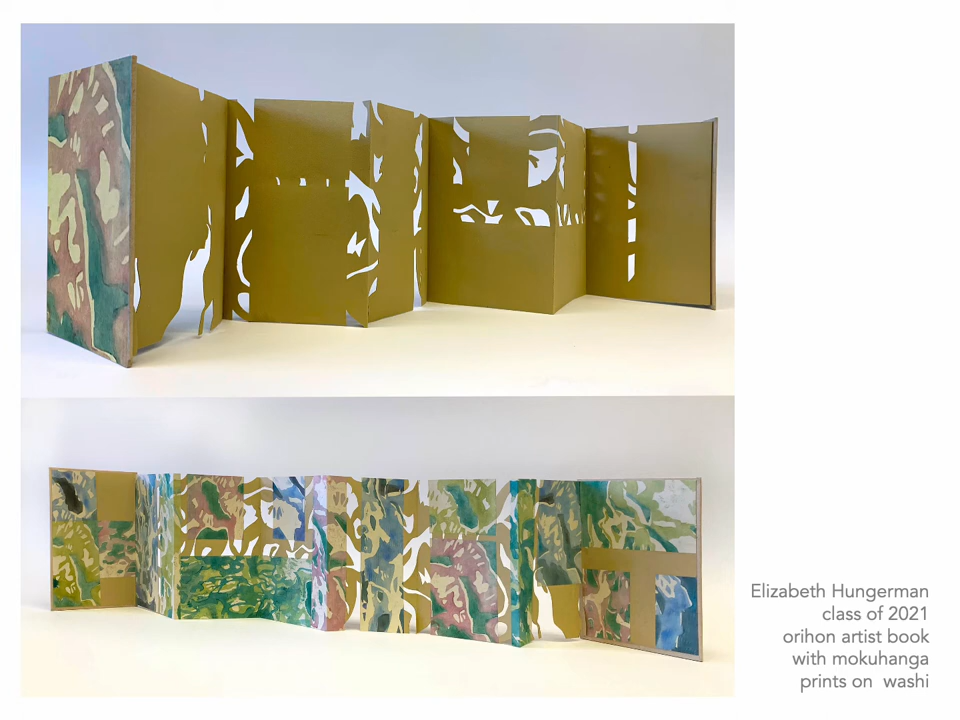 Elizabeth Hungerman
class of 2021
orihon artist book
with mokuhanga
prints on  washi